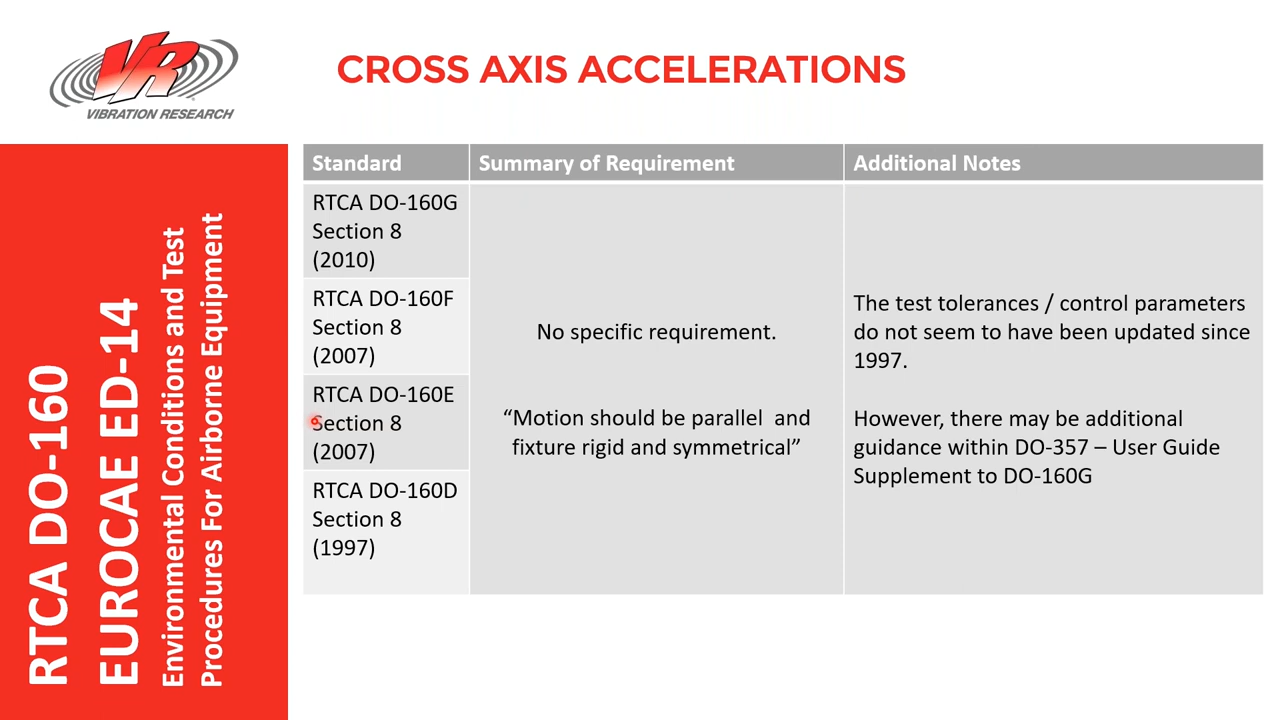 VR
VIBRATION RESEARCH
CROSS AXIS ACCELERATIONS
RTCA DO-160
EUROCAE ED-14
Environmental Conditions and Test
Procedures For Airborne Equipment
Standard
Summary of Requirement
Additional Notes
RTCA DO-160G
Section 8
(2010)
RTCA DO-160F
Section 8
(2007)
RTCA DO-160E
Section 8
(2007)
RTCA DO-160D
Section 8
(1997)
No specific requirement.
“Motion should be parallel and
fixture rigid and symmetrical”
The test tolerances / control parameters
do not seem to have been updated since
1997.
However, there may be additional
guidance within DO-357 – User Guide
Supplement to DO-160G